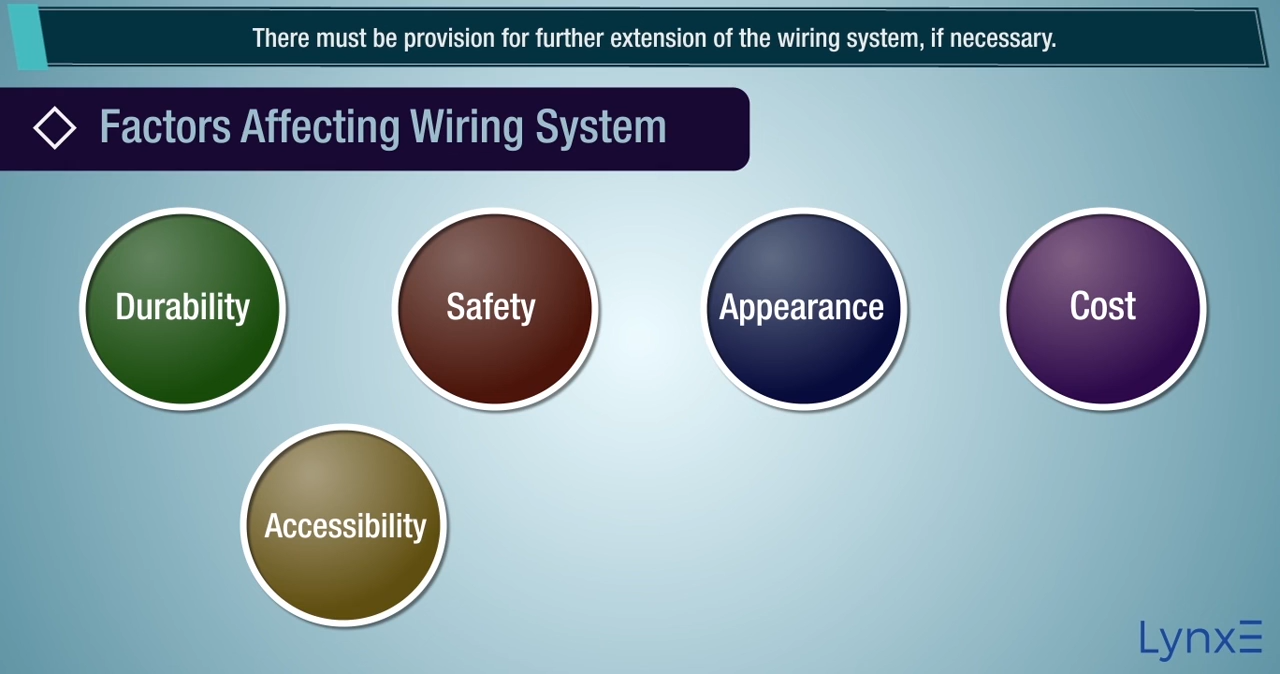 There must be provision for further extension of the wiring system, if necessary.
Factors Affecting Wiring System
Durability
Safety
Appearance
Cost
Accessibility
LynxE